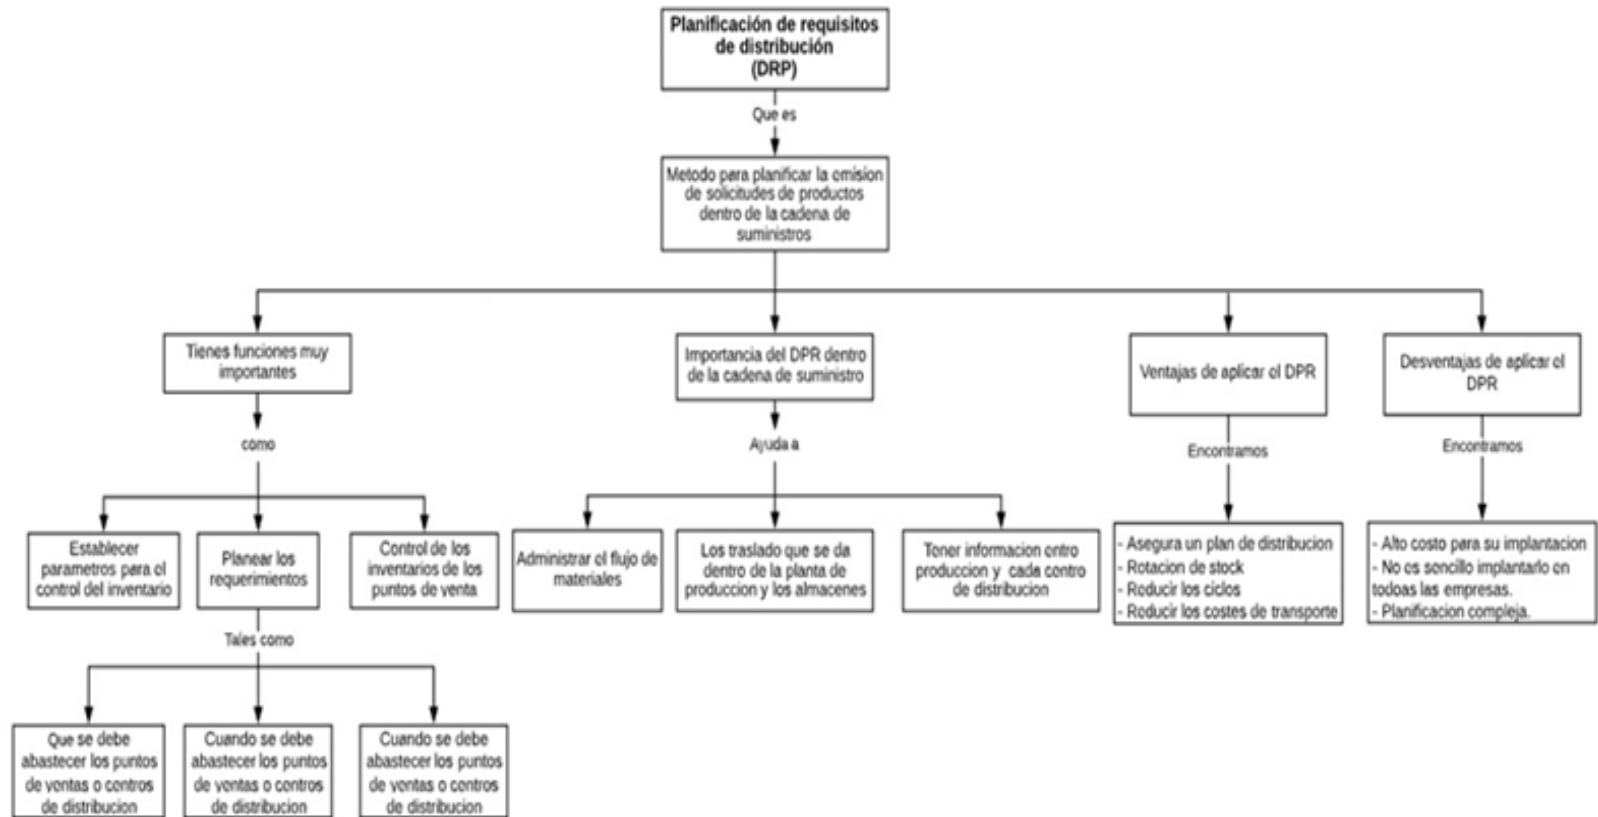 Planificación de requisitos
de distribución
(DRP)
Que es
Metodo para planificar la emision
de solicitudes de productos
dentro de la cadena de
suministros
Tienes funciones muy
importantes
como
Establecer
parametros para el
control del inventario
Planear los
requerimientos
Control de los
inventarios de los
puntos de venta
Tales como
Que se debe
abastecer los puntos
de ventas o centros
de distribucion
Cuando se debe
abastecer los puntos
de ventas o centros
de distribucion
Cuando se debe
abastecer los puntos
de ventas o centros
de distribucion
Importancia del DPR dentro
de la cadena de suministro
Ayuda a
Administrar el flujo de
materiales
Los traslado que se da
dentro de la planta de
produccion y los almacenes
Tener informacion entre
produccion y cada centro
de distribucion
Ventajas de aplicar el DPR
Encontramos
- Asegura un plan de distribucion
- Rotacion de stock
- Reducir los ciclos
- Reducir los costes de transporte
Desventajas de aplicar el
DPR
Encontramos
- Alto costo para su implantacion
- No es sencillo implantarlo en
todoas las empresas.
- Planificacion compleja.